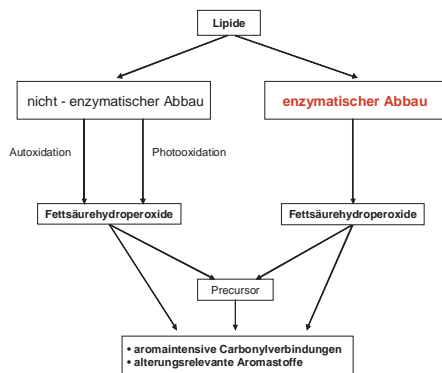 Lipide
nicht - enzymatischer Abbau
enzymatischer Abbau
Autoxidation
Photooxidation
Fettsäurehydroperoxide
Fettsäurehydroperoxide
Precursor
• aromaintensive Carbonylverbindungen
• alterungsrelevante Aromastoffe